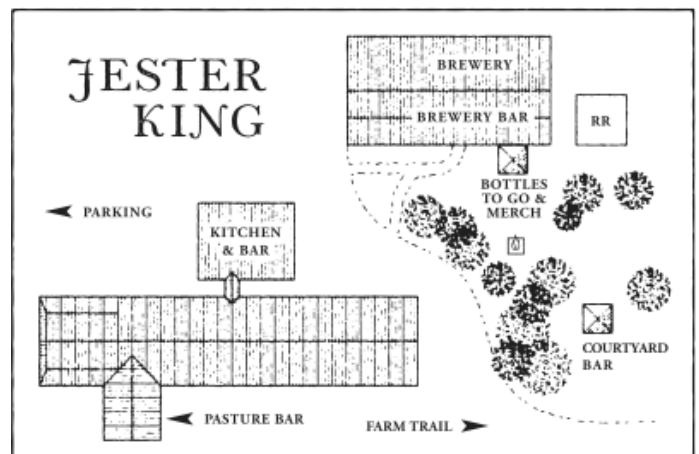 JESTER
KING
BREWERY
BREWERY BAR
RR
BOTTLES
TO GO &
MERCH
PARKING
KITCHEN
& BAR
COURTYARD
BAR
PASTURE BAR
FARM TRAIL